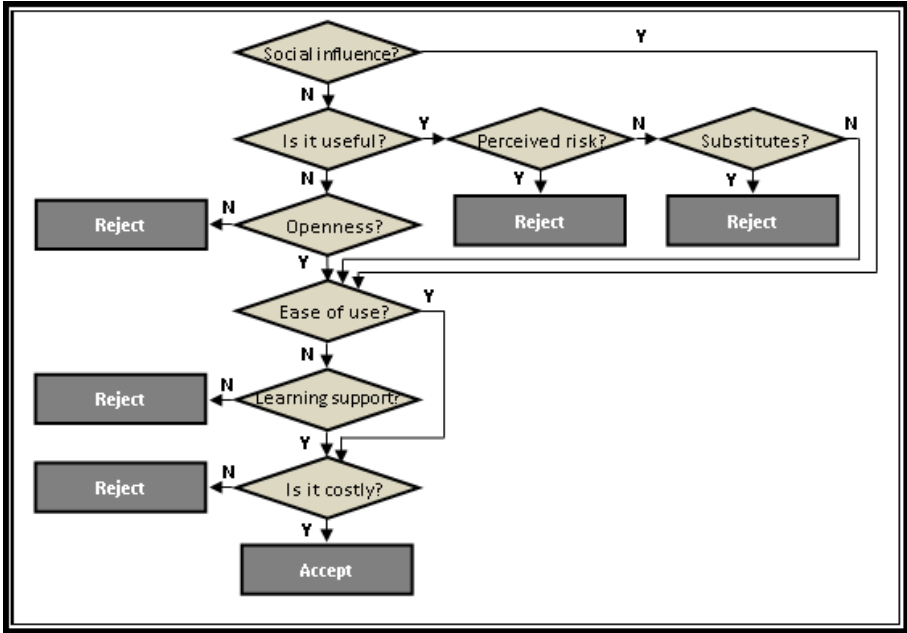 Social influence?
Y
N
Is it useful?
Y
Perceived risk?
N
Substitutes?
N
N
Y
Y
Reject
N
Openness?
Reject
Reject
Y
Ease of use?
Y
N
Reject
N
Learning support?
Y
Reject
N
Is it costly?
Y
Accept